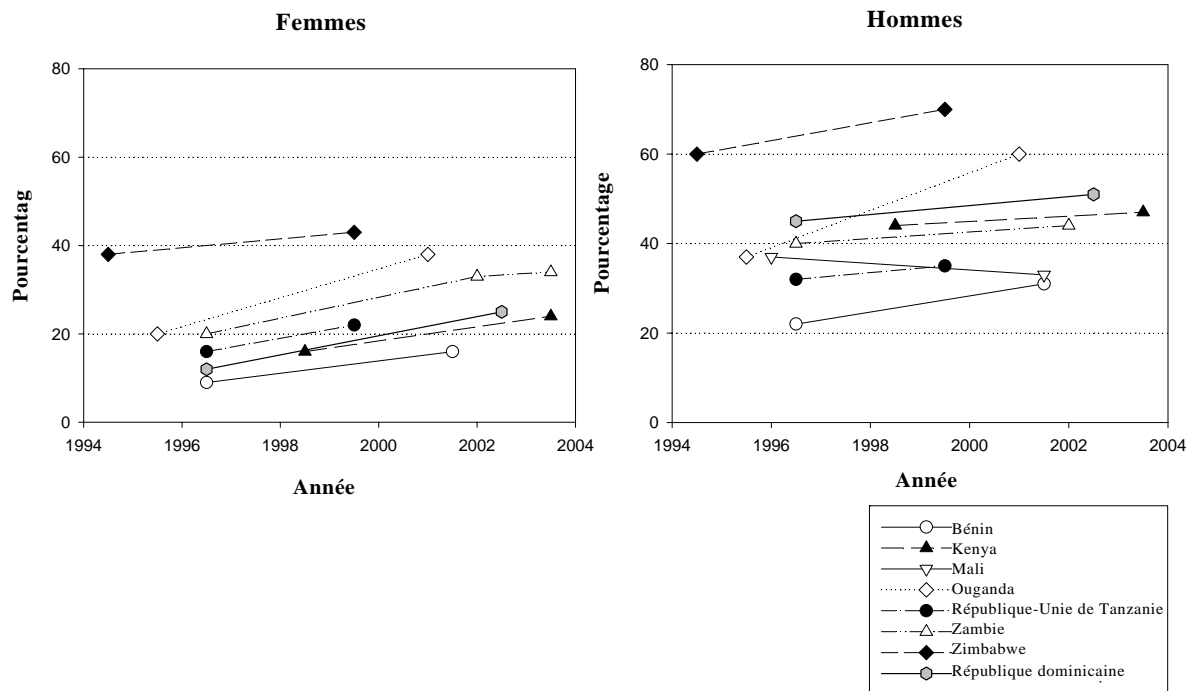 Femmes
80
60
40
20
0
Pourcentag
1994 1996 1998 2000 2002 2004
Année
Hommes
80
60
40
20
0
Pourcentage
1994 1996 1998 2000 2002 2004
Année
Bénin
Kenya
Mali
Ouganda
République-Unie de Tanzanie
Zambie
Zimbabwe
République dominicaine